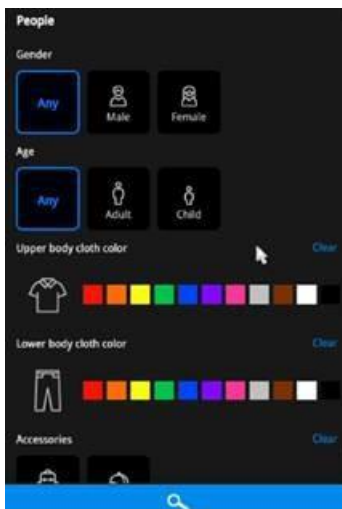 People
Gender
Any
Male
Female
Age
Any
Adult
Child
Upper body cloth color
Clear
Lower body cloth color
Clear
Accessories
Clear